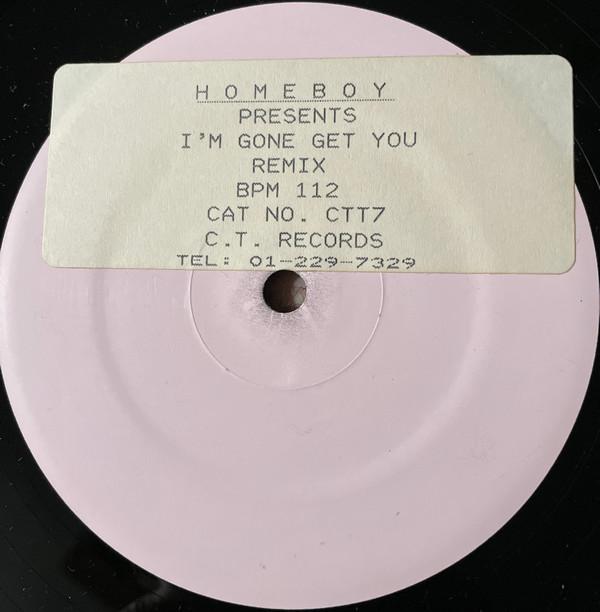 HOMEBOY
PRESENTS
I'M GONE GET YOU
REMIX
BPM 112
CAT NO. CTT7
C.T. RECORDS
TEL: 01-229-7329